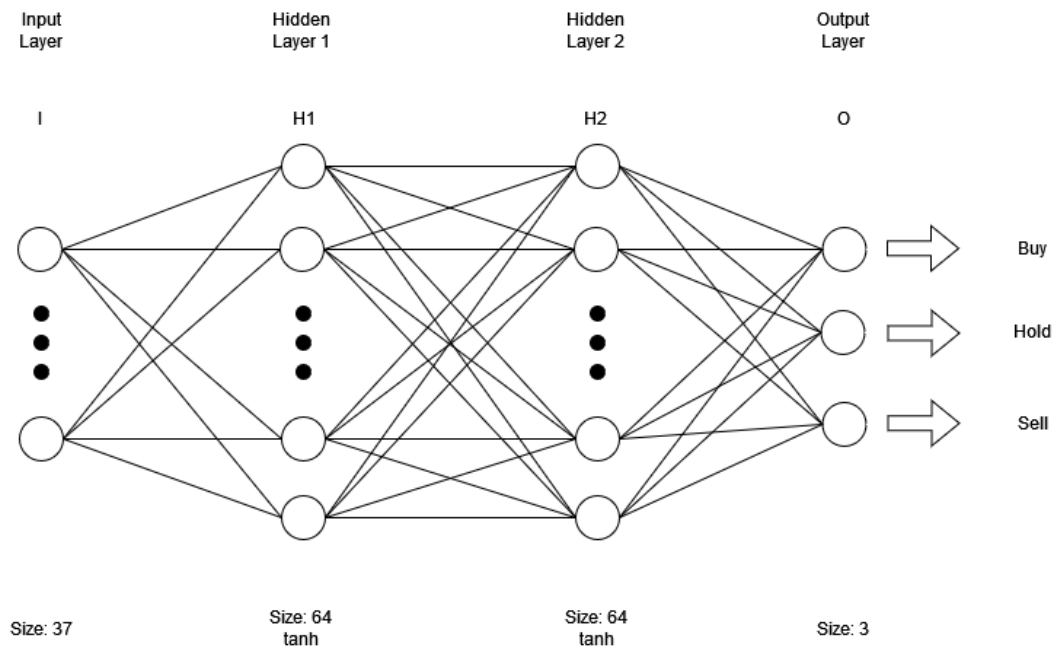 Input
Layer
Hidden
Layer 1
Hidden
Layer 2
Output
Layer
I
H1
H2
O
Buy
Hold
Sell
Size: 37
Size: 64
tanh
Size: 64
tanh
Size: 3